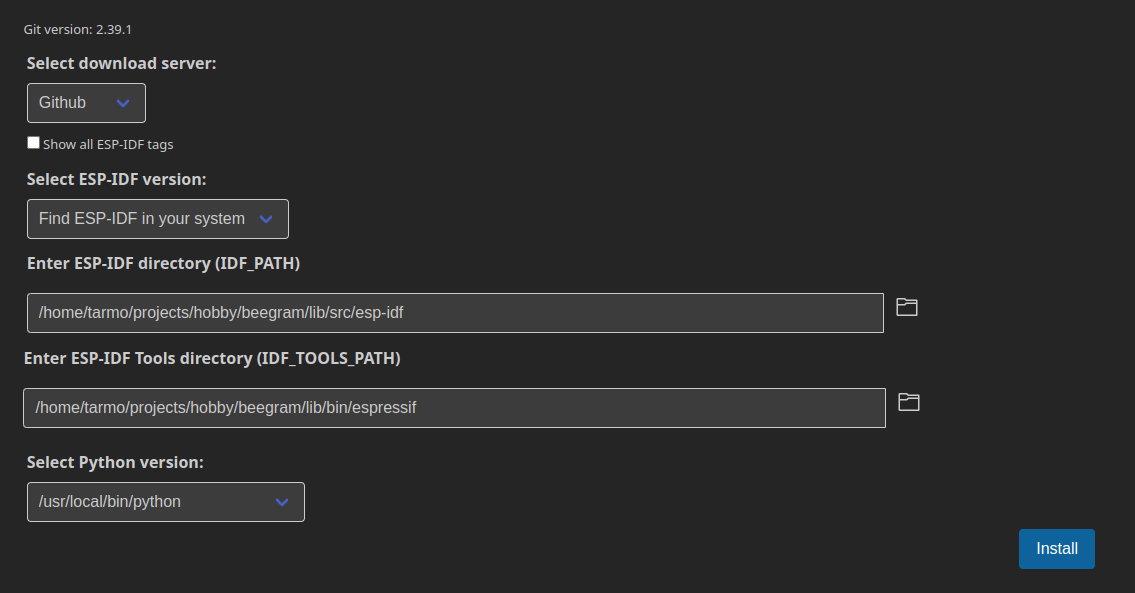 Git version: 2.39.1
Select download server:
Github
Show all ESP-IDF tags
Select ESP-IDF version:
Find ESP-IDF in your system
Enter ESP-IDF directory (IDF_PATH)
/home/tarmo/projects/hobby/beegram/lib/src/esp-idf
Enter ESP-IDF Tools directory (IDF_TOOLS_PATH)
/home/tarmo/projects/hobby/beegram/lib/bin/espressif
Select Python version:
/usr/local/bin/python
Install